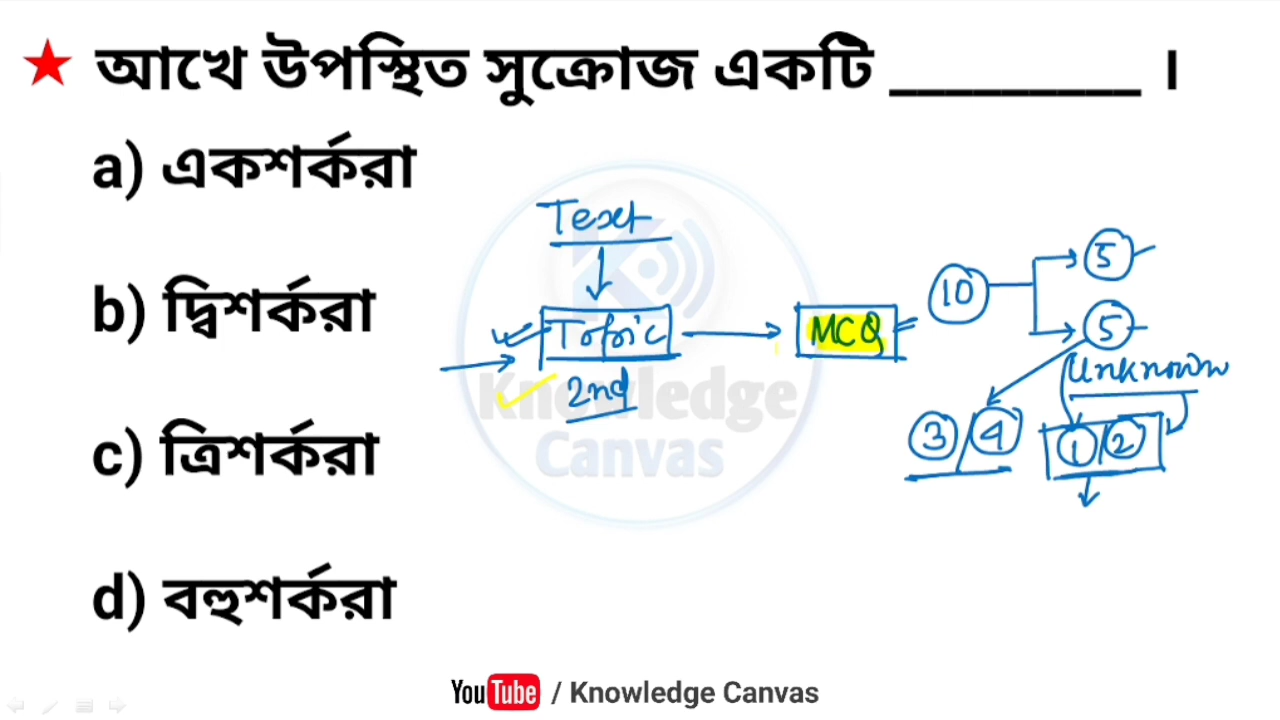 ★ আখে উপস্থিত সুক্রোজ একটি _________ ।
a) একশর্করা
b) দ্বিশর্করা
c) ত্রিশর্করা
d) বহুশর্করা
Text
Topic
2nd
MCQ
10
5
5
Unknown
3/4
1/2
Knowledge
Canvas
YouTube / Knowledge Canvas